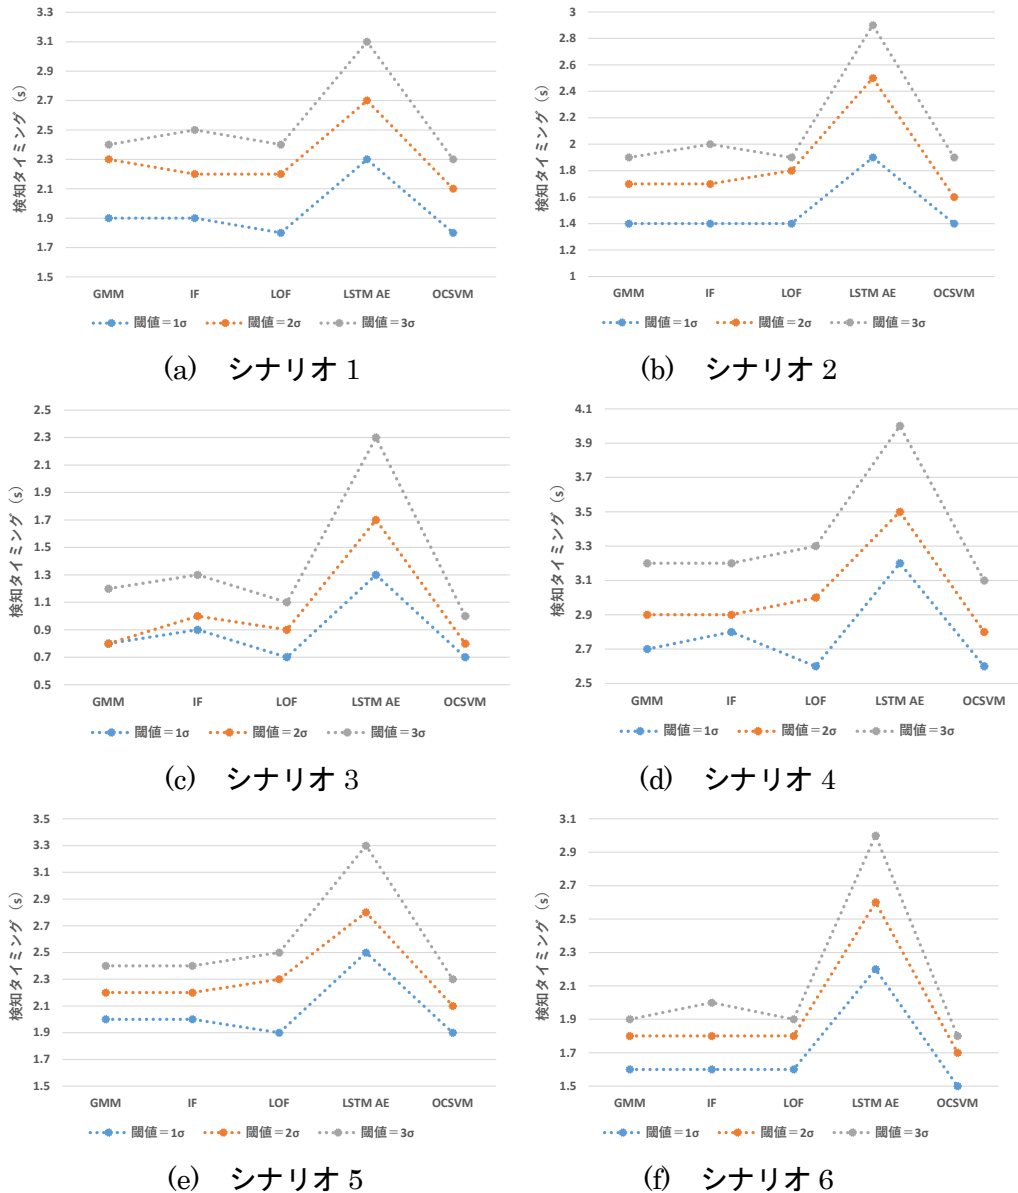 3.3
3.1
2.9
2.7
2.5
2.3
2.1
1.9
1.7
1.5
検知タイミング（s）
GMM IF LOF LSTM AE OCSVM
閾値＝1σ 閾値＝2σ 閾値＝3σ
(a) シナリオ 1
3
2.8
2.6
2.4
2.2
2
1.8
1.6
1.4
1.2
1
検知タイミング（s）
GMM IF LOF LSTM AE OCSVM
閾値＝1σ 閾値＝2σ 閾値＝3σ
(b) シナリオ 2
2.5
2.3
2.1
1.9
1.7
1.5
1.3
1.1
0.9
0.7
0.5
検知タイミング（s）
GMM IF LOF LSTM AE OCSVM
閾値＝1σ 閾値＝2σ 閾値＝3σ
(c) シナリオ 3
4.1
3.9
3.7
3.5
3.3
3.1
2.9
2.7
2.5
検知タイミング（s）
GMM IF LOF LSTM AE OCSVM
閾値＝1σ 閾値＝2σ 閾値＝3σ
(d) シナリオ 4
3.5
3.3
3.1
2.9
2.7
2.5
2.3
2.1
1.9
1.7
1.5
検知タイミング（s）
GMM IF LOF LSTM AE OCSVM
閾値＝1σ 閾値＝2σ 閾値＝3σ
(e) シナリオ 5
3.1
2.9
2.7
2.5
2.3
2.1
1.9
1.7
1.5
検知タイミング（s）
GMM IF LOF LSTM AE OCSVM
閾値＝1σ 閾値＝2σ 閾値＝3σ
(f) シナリオ 6